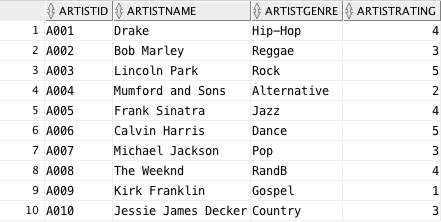 ARTISTID ARTISTNAME ARTISTGENRE ARTISTRATING
1 A001 Drake Hip-Hop 4
2 A002 Bob Marley Reggae 3
3 A003 Lincoln Park Rock 5
4 A004 Mumford and Sons Alternative 2
5 A005 Frank Sinatra Jazz 4
6 A006 Calvin Harris Dance 5
7 A007 Michael Jackson Pop 3
8 A008 The Weeknd RandB 4
9 A009 Kirk Franklin Gospel 1
10 A010 Jessie James Decker Country 3